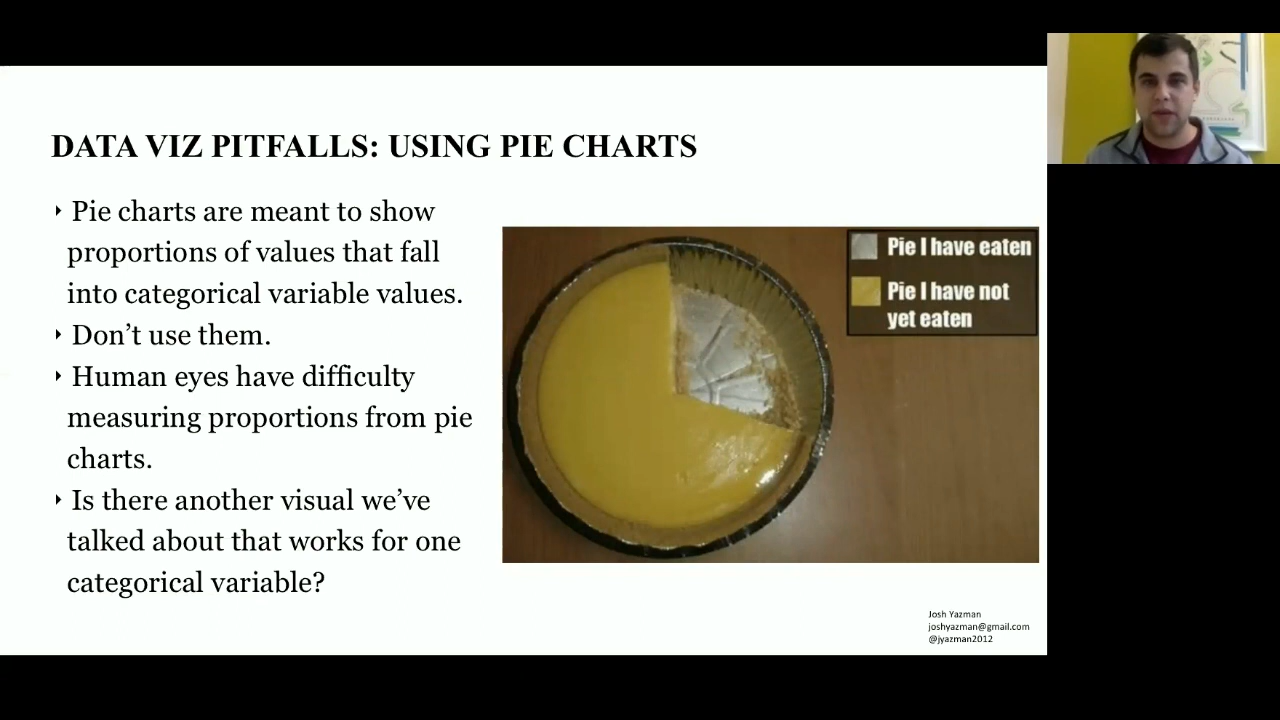 DATA VIZ PITFALLS: USING PIE CHARTS
‣ Pie charts are meant to show
proportions of values that fall
into categorical variable values.
‣ Don’t use them.
‣ Human eyes have difficulty
measuring proportions from pie
charts.
‣ Is there another visual we’ve
talked about that works for one
categorical variable?
Pie I have eaten
Pie I have not
yet eaten
Josh Yazman
joshyazman@gmail.com
@jyazman2012